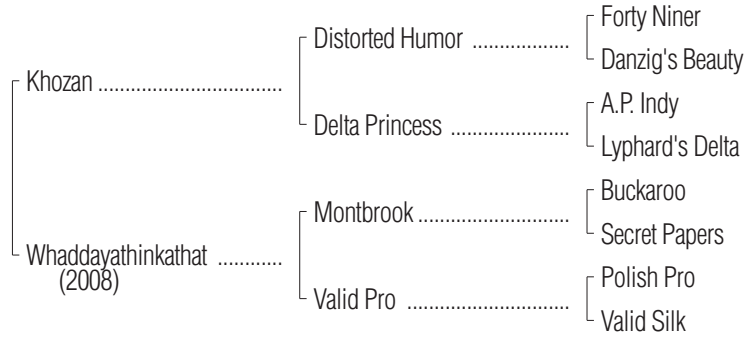 Forty Niner
Distorted Humor ..................
Danzig's Beauty
Khozan .................................
A.P. Indy
Delta Princess ......................
Lyphard's Delta
Buckaroo
Montbrook ............................
Secret Papers
Whaddayathinkathat ............
(2008)
Polish Pro
Valid Pro ..............................
Valid Silk